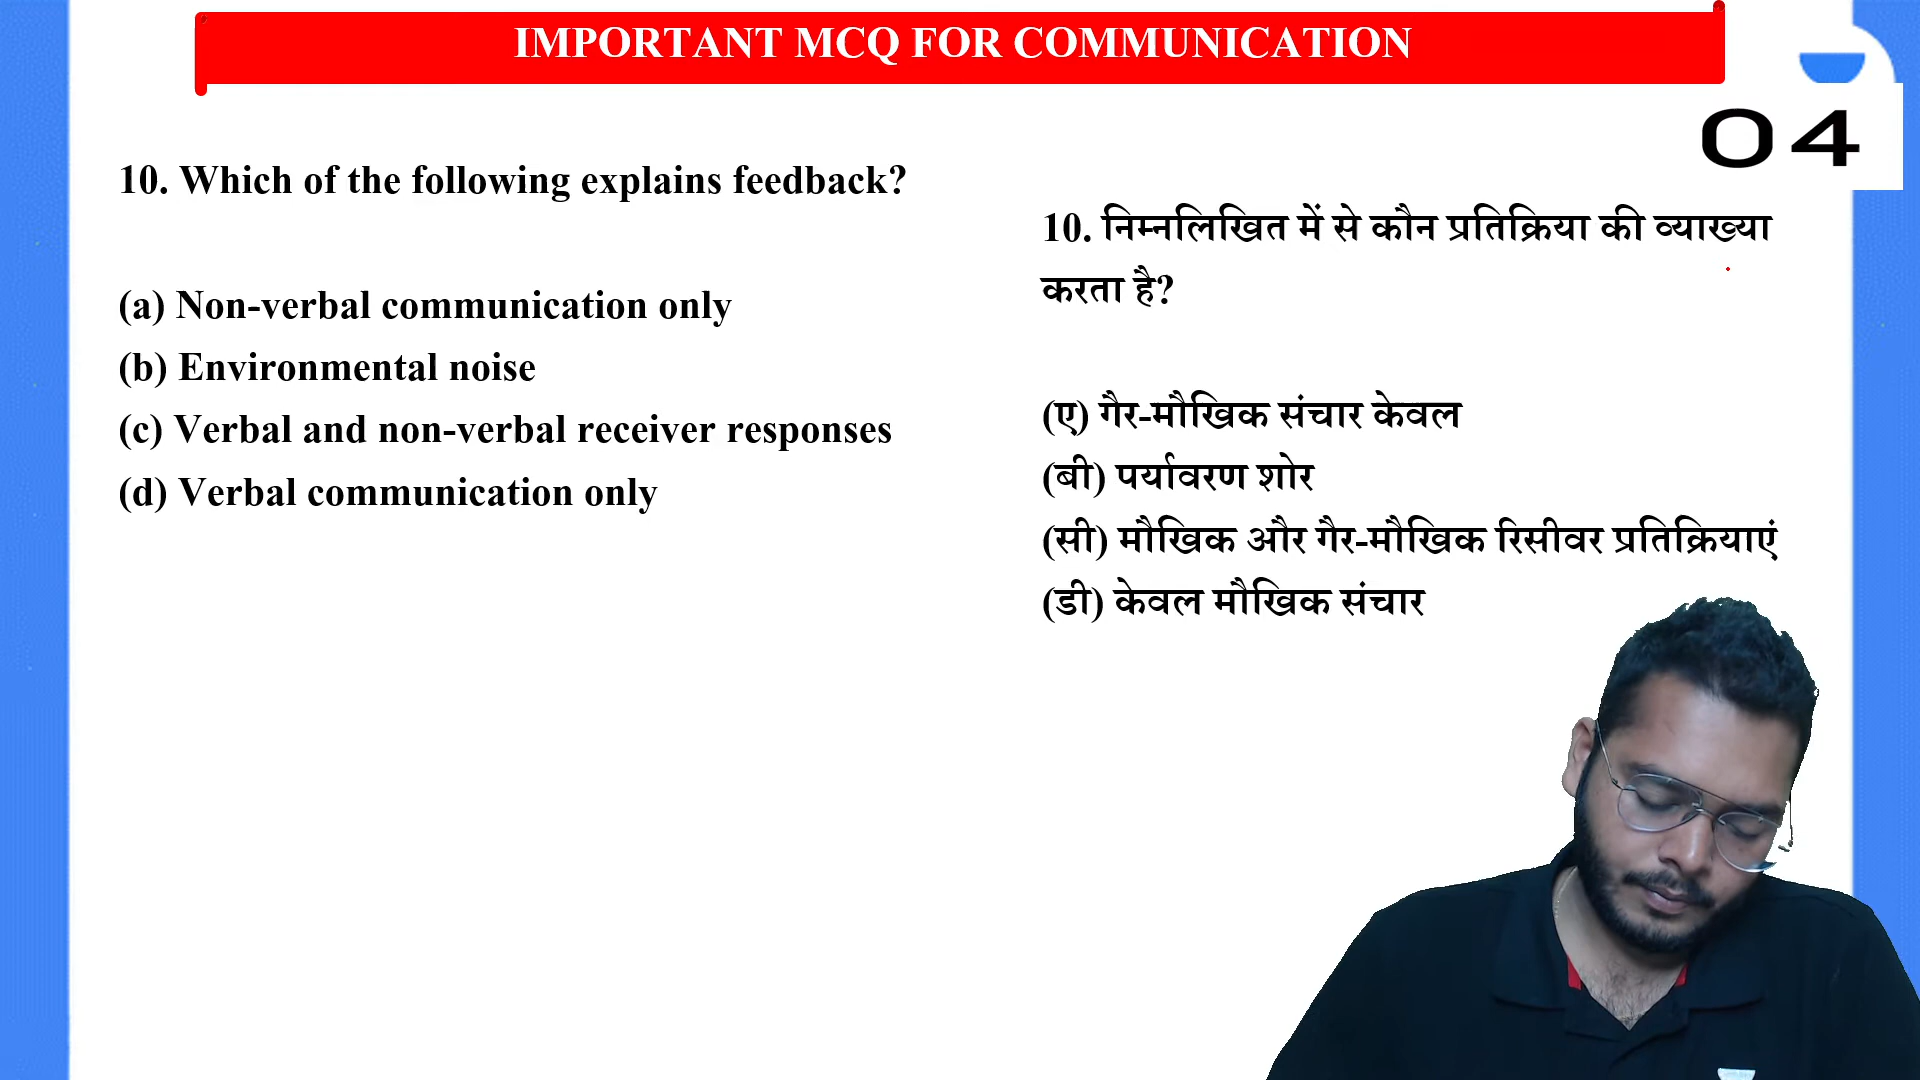 IMPORTANT MCQ FOR COMMUNICATION
04
10. Which of the following explains feedback?
(a) Non-verbal communication only
(b) Environmental noise
(c) Verbal and non-verbal receiver responses
(d) Verbal communication only
10. निम्नलिखित में से कौन प्रतिक्रिया की व्याख्या
करता है?
(ए) गैर-मौखिक संचार केवल
(बी) पर्यावरण शोर
(सी) मौखिक और गैर-मौखिक रिसीवर प्रतिक्रियाएं
(डी) केवल मौखिक संचार